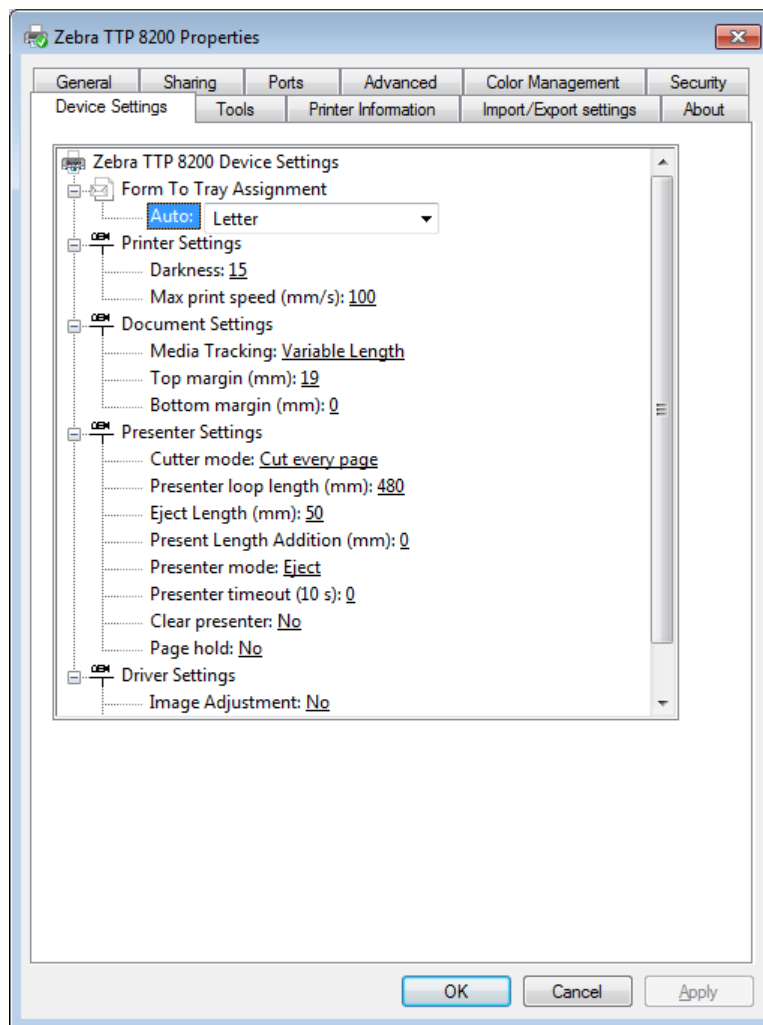 Zebra TTP 8200 Properties
General Sharing Ports Advanced Color Management Security
Device Settings Tools Printer Information Import/Export settings About
Zebra TTP 8200 Device Settings
Form To Tray Assignment
Auto: Letter
Printer Settings
Darkness: 15
Max print speed (mm/s): 100
Document Settings
Media Tracking: Variable Length
Top margin (mm): 19
Bottom margin (mm): 0
Presenter Settings
Cutter mode: Cut every page
Presenter loop length (mm): 480
Eject Length (mm): 50
Present Length Addition (mm): 0
Presenter mode: Eject
Presenter timeout (10 s): 0
Clear presenter: No
Page hold: No
Driver Settings
Image Adjustment: No
OK Cancel Apply